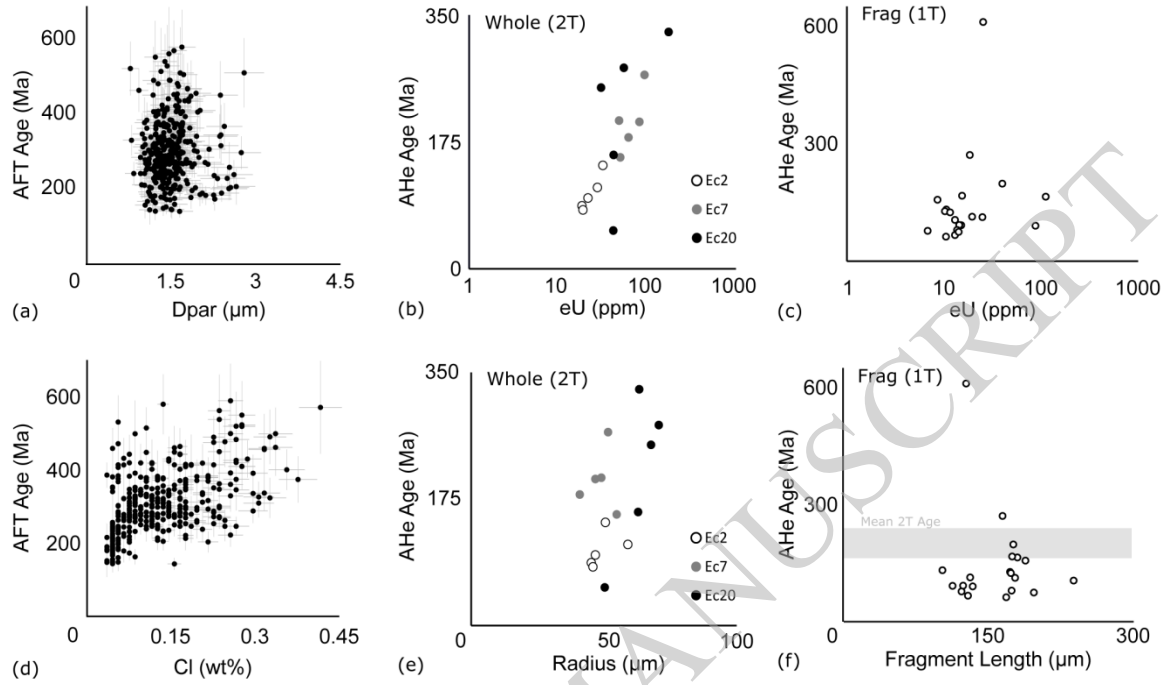 600
400
200
0
1.5
3
4.5
AFT Age (Ma)
Dpar (µm)
(a)
350
175
0
1
10
100
1000
AHe Age (Ma)
Whole (2T)
Ec2
Ec7
Ec20
eU (ppm)
(b)
600
300
1
10
100
1000
AHe Age (Ma)
Frag (1T)
eU (ppm)
(c)
600
400
200
0
0.15
0.3
0.45
AFT Age (Ma)
Cl (wt%)
(d)
350
175
0
50
100
AHe Age (Ma)
Whole (2T)
Ec2
Ec7
Ec20
Radius (µm)
(e)
600
300
0
150
300
AHe Age (Ma)
Frag (1T)
Mean 2T Age
Fragment Length (µm)
(f)
ANUSCRIPT